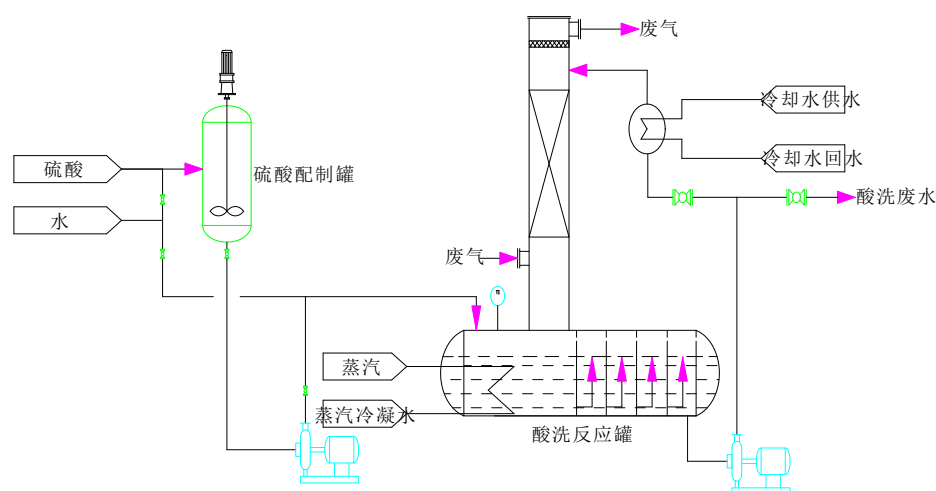 废气
冷却水供水
硫酸
硫酸配制罐
冷却水回水
水
酸洗废水
废气
蒸汽
蒸汽冷凝水
酸洗反应罐